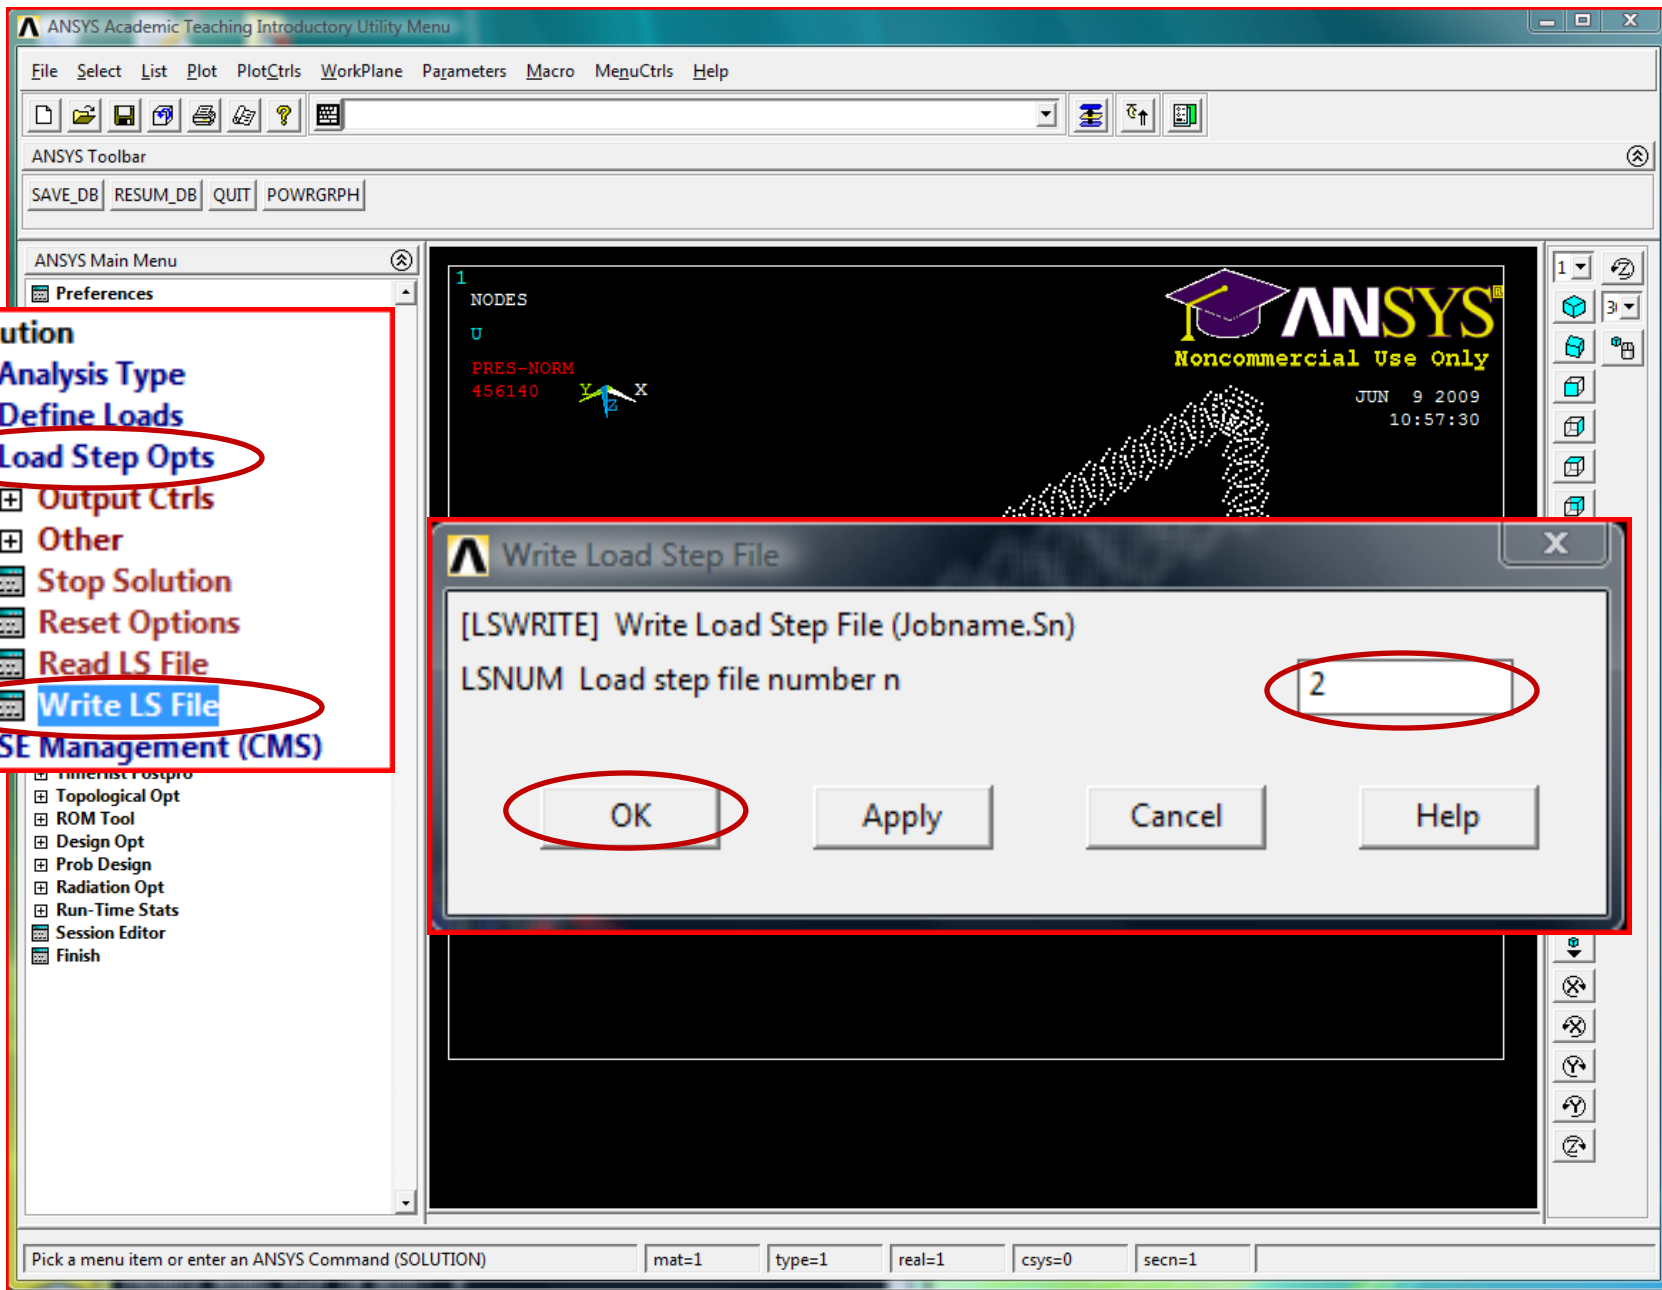 ANSYS Academic Teaching Introductory Utility Menu
X
File Select List Plot PlotCtrls WorkPlane Parameters Macro MenuCtrls Help
ANSYS Toolbar
SAVE_DB RESUM_DB QUIT POWRGRPH
ANSYS Main Menu
Preferences
ution
Analysis Type
Define Loads
Load Step Opts
Output Ctrls
Other
Stop Solution
Reset Options
Read LS File
Write LS File
SE Management (CMS)
Topological Opt
ROM Tool
Design Opt
Prob Design
Radiation Opt
Run-Time Stats
Session Editor
Finish
1
NODES
U
PRES-NORM
456140
Y X
Z
ANSYS
Noncommercial Use Only
JUN 9 2009
10:57:30
1
Write Load Step File
X
[LSWRITE] Write Load Step File (Jobname.Sn)
LSNUM Load step file number n
2
OK Apply Cancel Help
Pick a menu item or enter an ANSYS Command (SOLUTION) mat=1 type=1 real=1 csys=0 secn=1